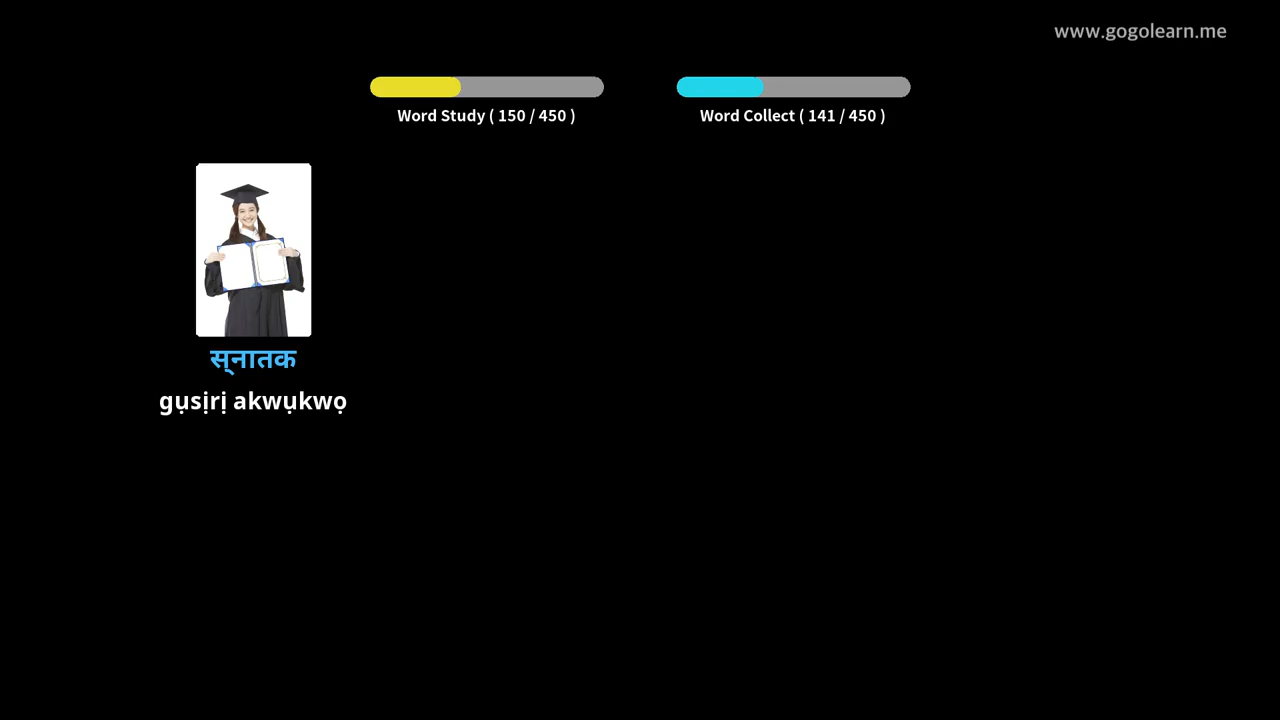 www.gogolearn.me
Word Study ( 150 / 450 )
Word Collect ( 141 / 450 )
स्नातक
gụsịrị akwụkwọ